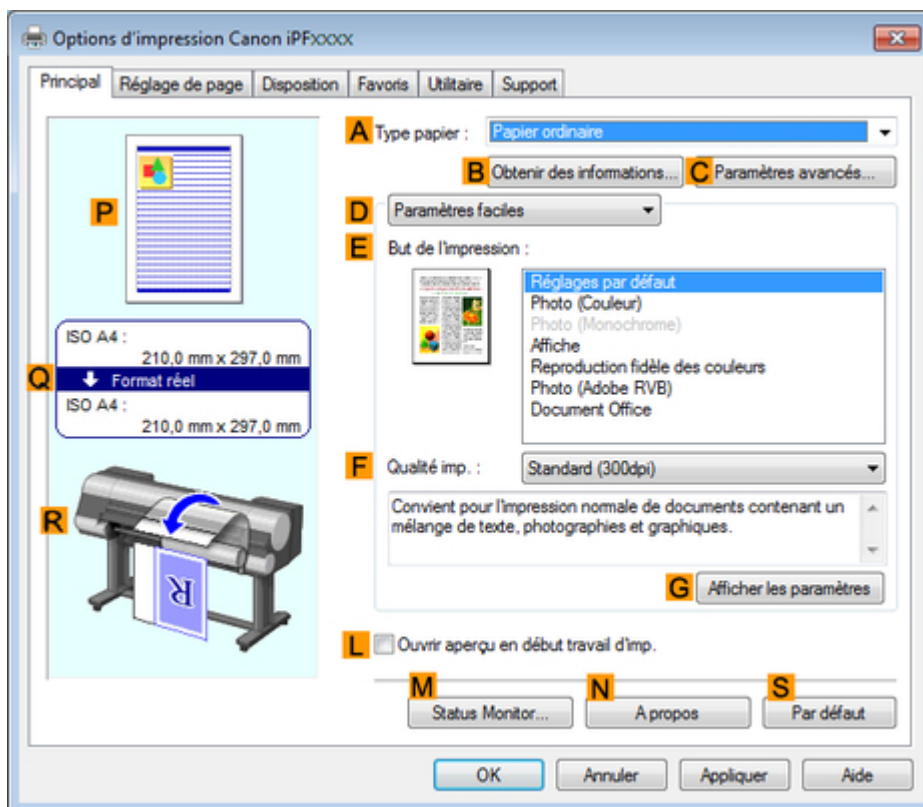 Options d'impression Canon iPFxxxx
Principal Réglage de page Disposition Favoris Utilitaire Support
A Type papier : Papier ordinaire
B Obtenir des informations... C Paramètres avancés...
P
D Paramètres faciles
E But de l'impression :
Réglages par défaut
Photo (Couleur)
Photo (Monochrome)
Affiche
Reproduction fidèle des couleurs
Photo (Adobe RVB)
Document Office
ISO A4 :
210,0 mm x 297,0 mm
Q Format réel
ISO A4 :
210,0 mm x 297,0 mm
F Qualité imp. : Standard (300dpi)
Convient pour l'impression normale de documents contenant un
mélange de texte, photographies et graphiques.
R
R
G Afficher les paramètres
L Ouvrir aperçu en début travail d'imp.
M N S
Status Monitor... A propos Par défaut
OK Annuler Appliquer Aide